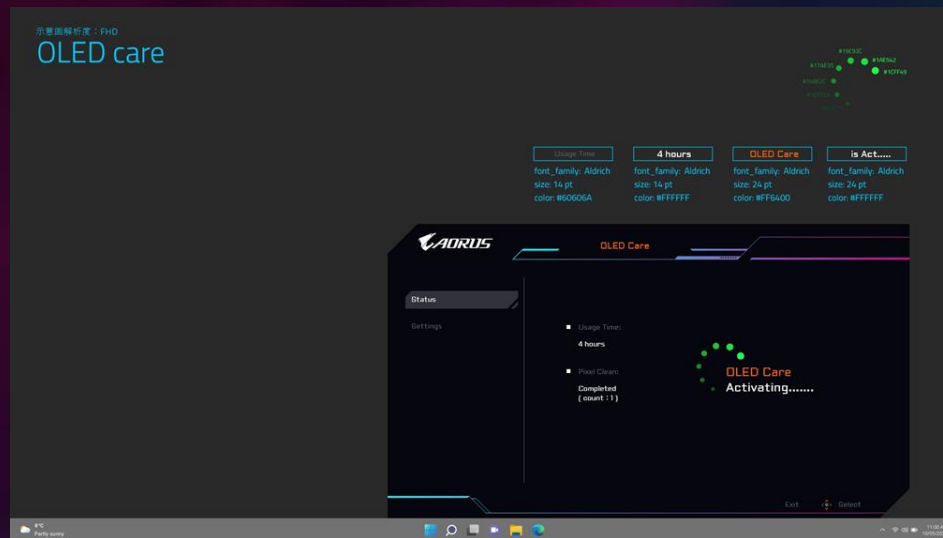 示意圖解析度：FHD
OLED care
#19C93C
#1AE542
#1CFF49
Usage Time
4 hours
OLED Care
is Act.....
font_family: Aldrich
size: 14 pt
color: #60606A
font_family: Aldrich
size: 14 pt
color: #FFFFFF
font_family: Aldrich
size: 24 pt
color: #FF6400
font_family: Aldrich
size: 24 pt
color: #FFFFFF
AORUS
OLED Care
Status
Settings
Usage Time:
4 hours
Pixel Clean:
Completed
( count : 1 )
OLED Care
Activating.......
Exit
Select
8°C
Partly sunny